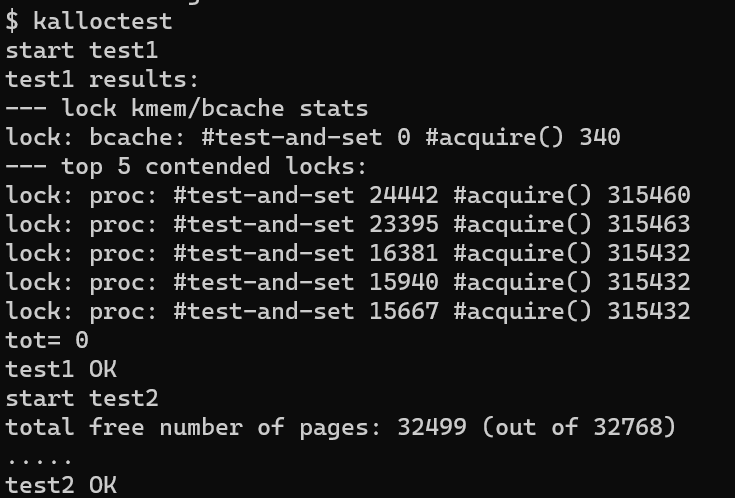 $ kalloctest
start test1
test1 results:
--- lock kmem/bcache stats
lock: bcache: #test-and-set 0 #acquire() 340
--- top 5 contended locks:
lock: proc: #test-and-set 24442 #acquire() 315460
lock: proc: #test-and-set 23395 #acquire() 315463
lock: proc: #test-and-set 16381 #acquire() 315432
lock: proc: #test-and-set 15940 #acquire() 315432
lock: proc: #test-and-set 15667 #acquire() 315432
tot= 0
test1 OK
start test2
total free number of pages: 32499 (out of 32768)
.....
test2 OK